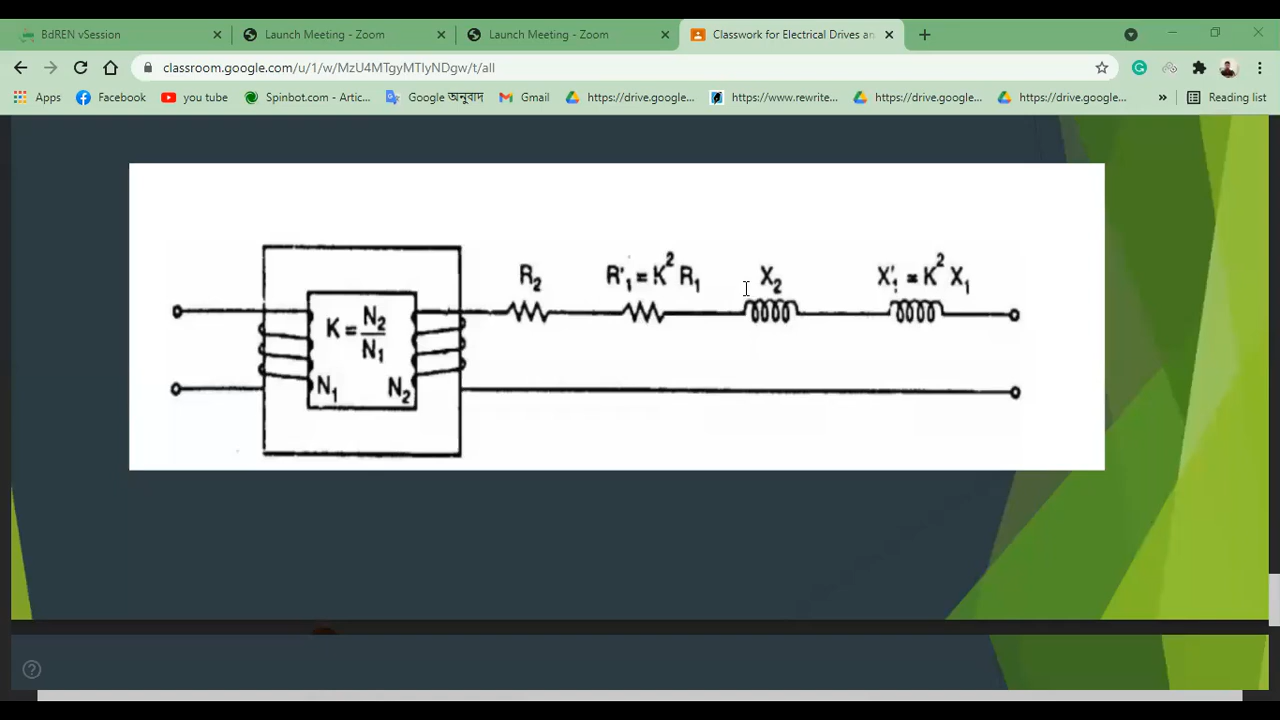 BdREN vSession
Launch Meeting - Zoom
Launch Meeting - Zoom
Classwork for Electrical Drives an
classroom.google.com/u/1/w/MzU4MTgyMTIyNDgw/t/all
Apps
Facebook
you tube
Spinbot.com - Artic...
Google অনুবাদ
Gmail
https://drive.google...
https://www.rewrite...
https://drive.google...
https://drive.google...
»
Reading list
R₂
R'₁ = K² R₁
X₂
X'₁ = K² X₁
K = N₂/N₁
N₁
N₂